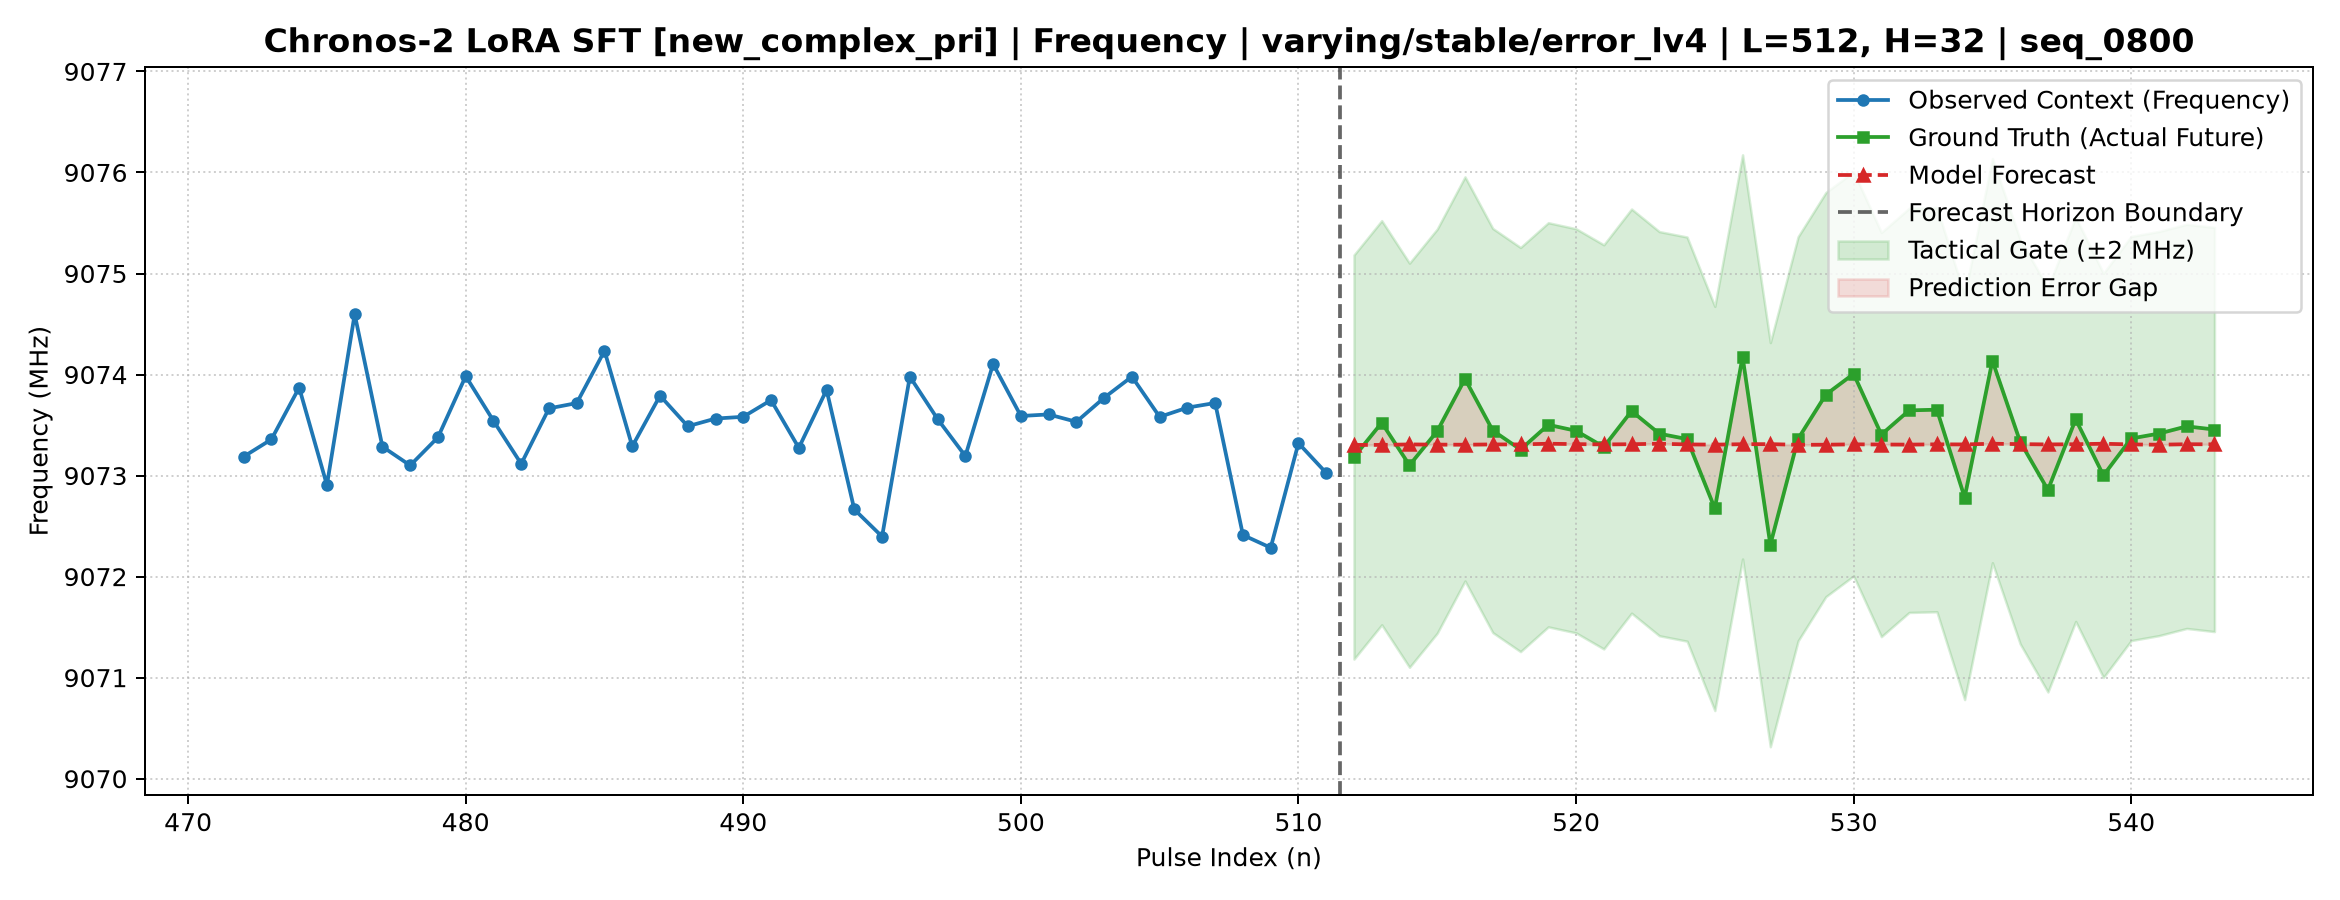 Chronos-2 LoRA SFT [new_complex_pri] | Frequency | varying/stable/error_lv4 | L=512, H=32 | seq_0800
Frequency (MHz)
9077
9076
9075
9074
9073
9072
9071
9070
Observed Context (Frequency)
Ground Truth (Actual Future)
Model Forecast
Forecast Horizon Boundary
Tactical Gate (±2 MHz)
Prediction Error Gap
470 480 490 500 510 520 530 540
Pulse Index (n)